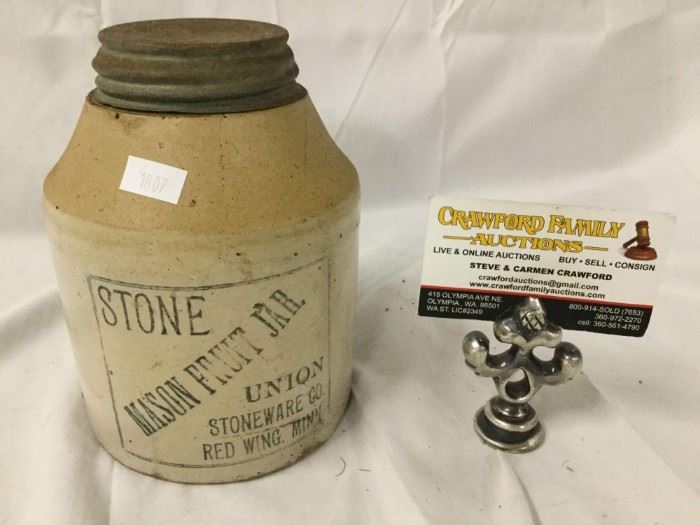 1807
STONE
MASON FRUIT JAR
UNION
STONEWARE CO.
RED WING, MINN.
CRAWFORD FAMILY
AUCTIONS
LIVE & ONLINE AUCTIONS BUY • SELL • CONSIGN
STEVE & CARMEN CRAWFORD
crawfordauctions@gmail.com
www.crawfordfamilyauctions.com
415 OLYMPIA AVE NE.
OLYMPIA, WA. 98501
WA ST. LIC#2349
800-914-SOLD (7653)
360-972-2270
cell: 360-561-4790